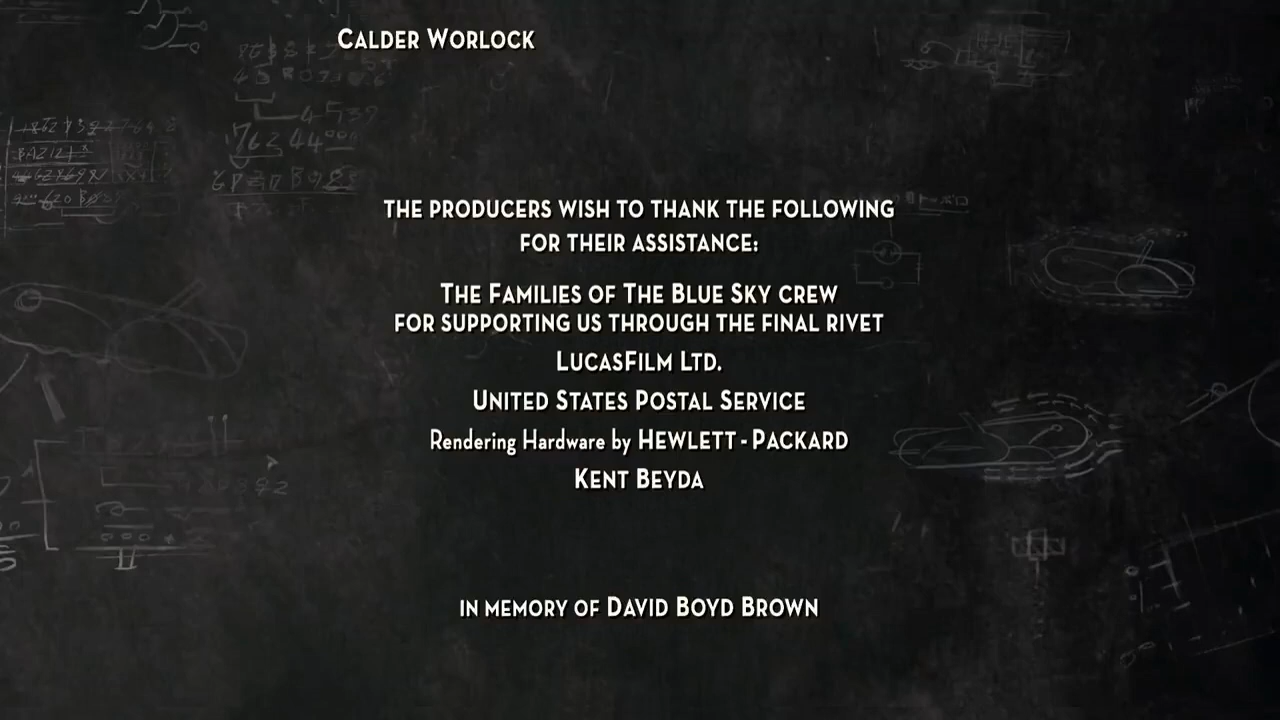 CALDER WORLOCK
THE PRODUCERS WISH TO THANK THE FOLLOWING
FOR THEIR ASSISTANCE:
THE FAMILIES OF THE BLUE SKY CREW
FOR SUPPORTING US THROUGH THE FINAL RIVET
LUCASFILM LTD.
UNITED STATES POSTAL SERVICE
Rendering Hardware by HEWLETT-PACKARD
KENT BEYDA
IN MEMORY OF DAVID BOYD BROWN